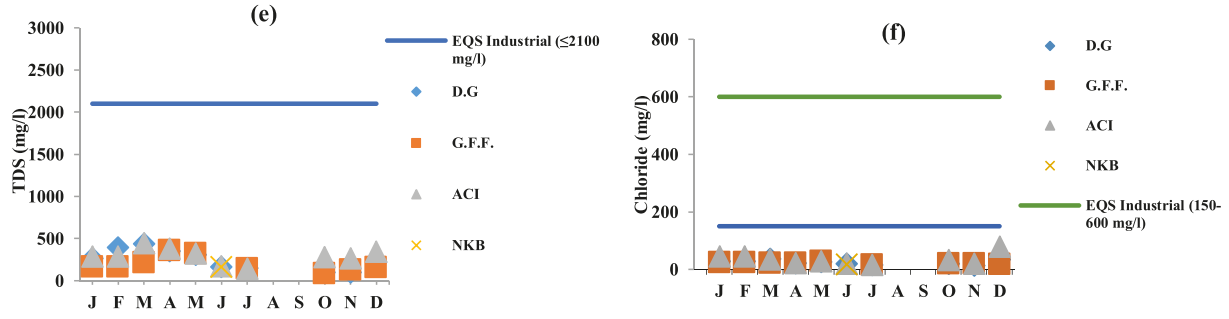 (e)
3000
2500
2000
1500
1000
500
0
TDS (mg/l)
J F M A M J J A S O N D
EQS Industrial (≤2100
mg/l)
D.G
G.F.F.
ACI
NKB
(f)
800
600
400
200
0
Chloride (mg/l)
J F M A M J J A S O N D
D.G
G.F.F.
ACI
NKB
EQS Industrial (150-
600 mg/l)